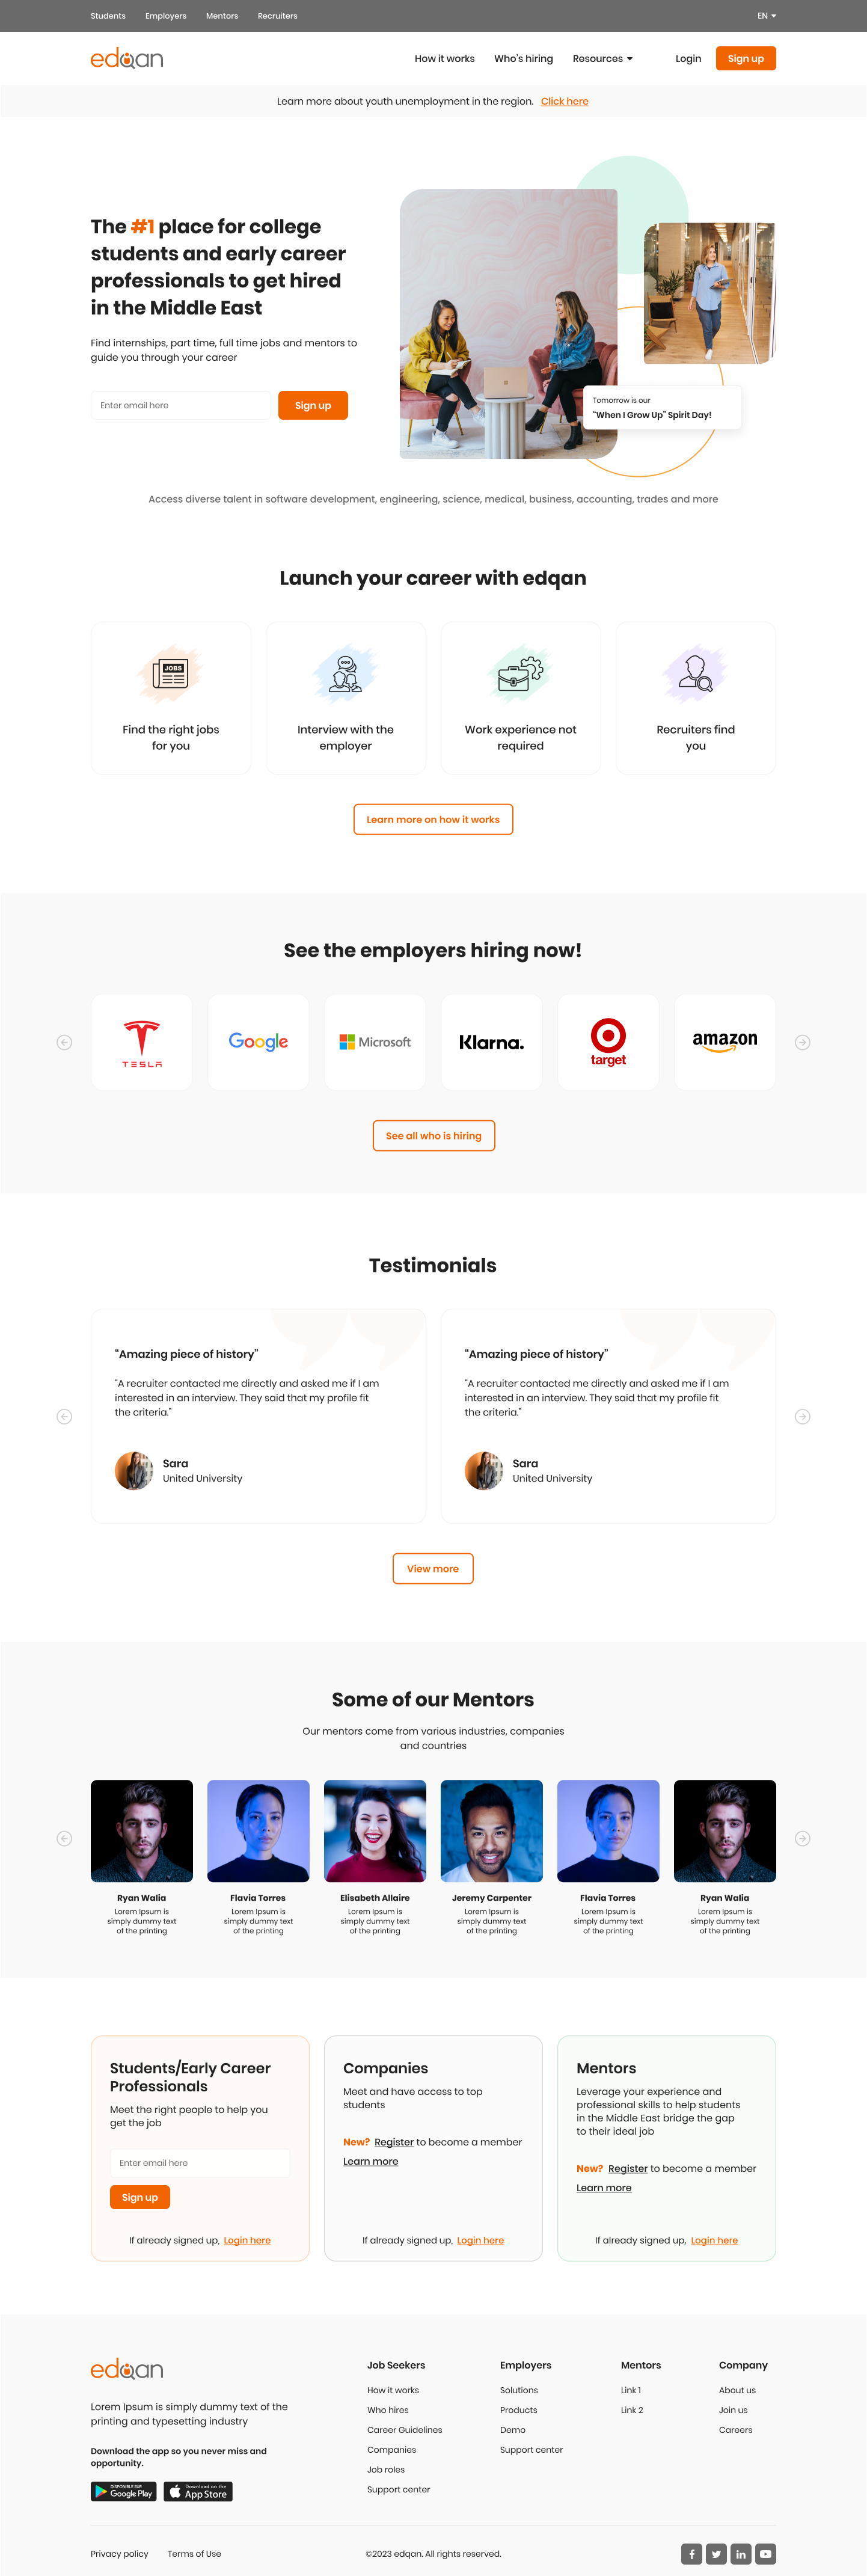 Students Employers Mentors Recruiters EN
edqan How it works Who's hiring Resources Login Sign up
Learn more about youth unemployment in the region. Click here
The #1 place for college
students and early career
professionals to get hired
in the Middle East
Find internships, part time, full time jobs and mentors to
guide you through your career
Enter email here Sign up
Tomorrow is our
"When I Grow Up" Spirit Day!
Access diverse talent in software development, engineering, science, medical, business, accounting, trades and more
Launch your career with edqan
JOBS
Find the right jobs
for you
Interview with the
employer
Work experience not
required
Recruiters find
you
Learn more on how it works
See the employers hiring now!
TESLA
Google
Microsoft
Klarna.
target
amazon
See all who is hiring
Testimonials
“Amazing piece of history”
"A recruiter contacted me directly and asked me if I am
interested in an interview. They said that my profile fit
the criteria."
Sara
United University
“Amazing piece of history”
"A recruiter contacted me directly and asked me if I am
interested in an interview. They said that my profile fit
the criteria."
Sara
United University
View more
Some of our Mentors
Our mentors come from various industries, companies
and countries
Ryan Walia
Lorem Ipsum is
simply dummy text
of the printing
Flavia Torres
Lorem Ipsum is
simply dummy text
of the printing
Elisabeth Allaire
Lorem Ipsum is
simply dummy text
of the printing
Jeremy Carpenter
Lorem Ipsum is
simply dummy text
of the printing
Flavia Torres
Lorem Ipsum is
simply dummy text
of the printing
Ryan Walia
Lorem Ipsum is
simply dummy text
of the printing
Students/Early Career
Professionals
Meet the right people to help you
get the job
Enter email here
Sign up
If already signed up, Login here
Companies
Meet and have access to top
students
New? Register to become a member
Learn more
If already signed up, Login here
Mentors
Leverage your experience and
professional skills to help students
in the Middle East bridge the gap
to their ideal job
New? Register to become a member
Learn more
If already signed up, Login here
edqan
Lorem Ipsum is simply dummy text of the
printing and typesetting industry
Download the app so you never miss and
opportunity.
DISPONIBLE SUR
Google Play
Download on the
App Store
Job Seekers
How it works
Who hires
Career Guidelines
Companies
Job roles
Support center
Employers
Solutions
Products
Demo
Support center
Mentors
Link 1
Link 2
Company
About us
Join us
Careers
Privacy policy Terms of Use ©2023 edqan. All rights reserved.